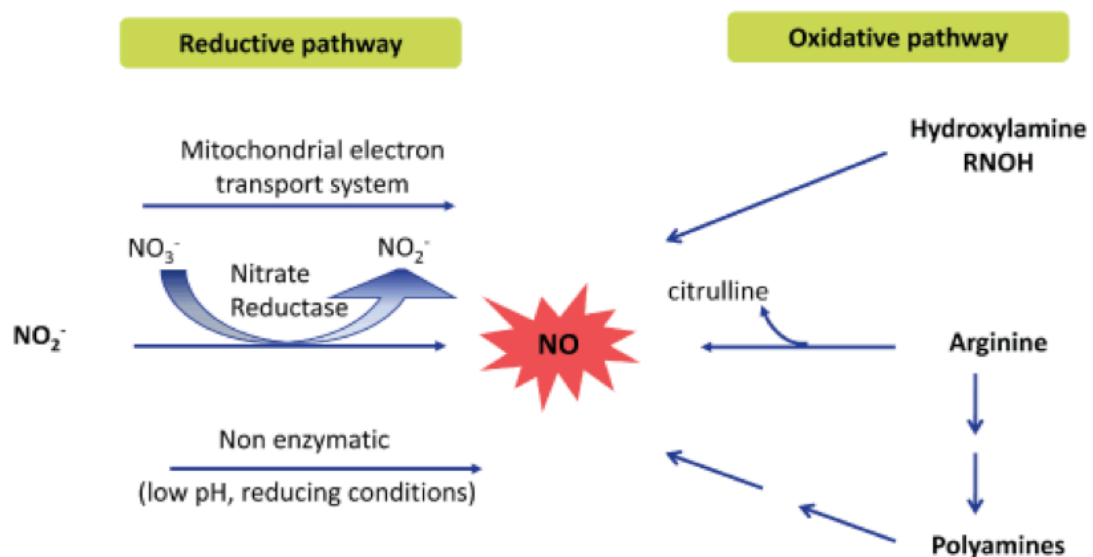 Reductive pathway
Oxidative pathway
Mitochondrial electron
transport system
Hydroxylamine
RNOH
NO₃⁻
NO₂⁻
Nitrate
Reductase
citrulline
NO₂⁻
NO
Arginine
Non enzymatic
(low pH, reducing conditions)
Polyamines